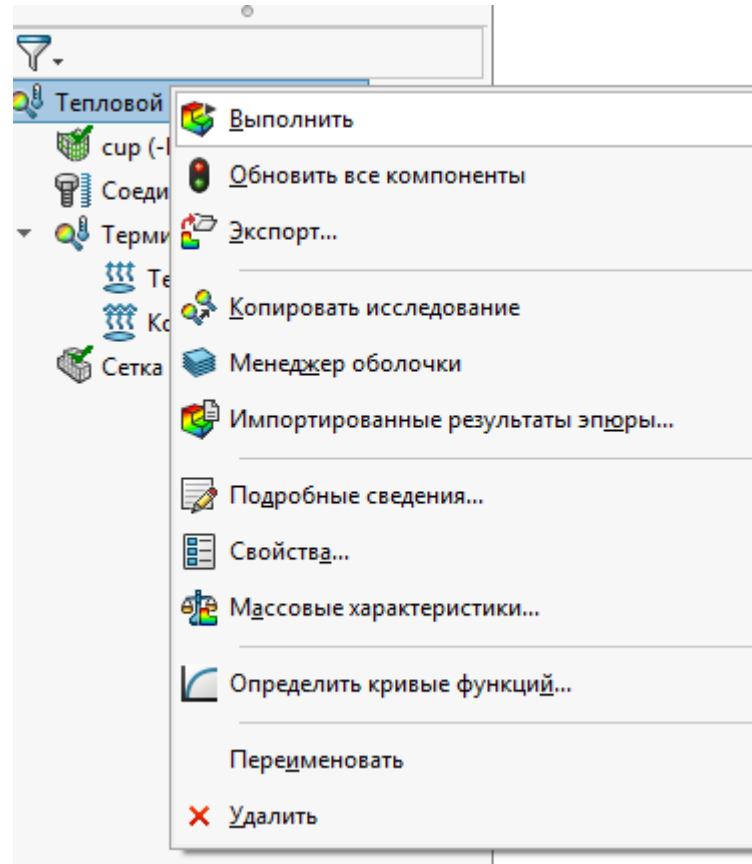 Тепловой
Выполнить
cup (-
Обновить все компоненты
Соеди
Экспорт...
Терми
Те
Копировать исследование
Ко
Сетка
Менеджер оболочки
Импортированные результаты эпюры...
Подробные сведения...
Свойства...
Массовые характеристики...
Определить кривые функций...
Переименовать
Удалить